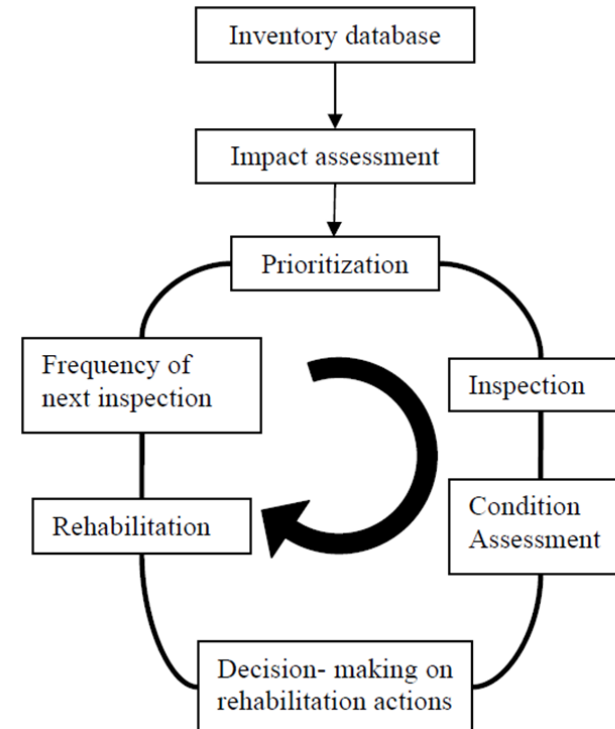 Inventory database
Impact assessment
Prioritization
Frequency of
next inspection
Inspection
Rehabilitation
Condition
Assessment
Decision- making on
rehabilitation actions